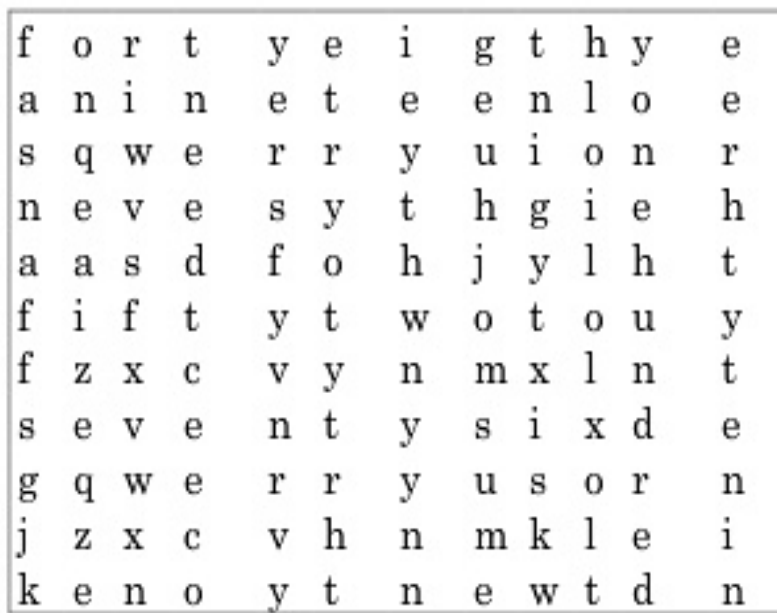 f o r t y e i g t h y e
a n i n e t e e n l o e
s q w e r r y u i o n r
n e v e s y t h g i e h
a a s d f o h j y l h t
f i f t y t w o t o u y
f z x c v y n m x l n t
s e v e n t y s i x d e
g q w e r r y u s o r n
j z x c v h n m k l e i
k e n o y t n e w t d n